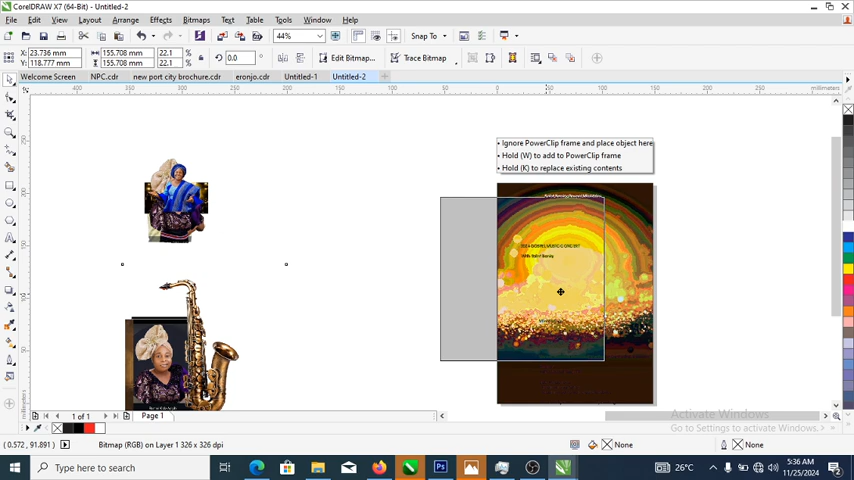 CorelDRAW X7 (64-Bit) - Untitled-2
File Edit View Layout Arrange Effects Bitmaps Text Table Tools Window Help
44% Snap To
X: 23.736 mm 155.708 mm 22.1 % 0.0
Y: 118.777 mm 155.708 mm 22.1 %
Edit Bitmap... Trace Bitmap
Welcome Screen NPC.cdr new port city brochure.cdr eronjo.cdr Untitled-1 Untitled-2
400 350 300 250 200 50 0 50 100 150 200 250 millimeters
• Ignore PowerClip frame and place object here
• Hold (W) to add to PowerClip frame
• Hold (K) to replace existing contents
1 of 1 Page 1
Activate Windows
Go to Settings to activate Windows.
(0.572, 91.891) Bitmap (RGB) on Layer 1 326 x 326 dpi None None
Type here to search 26°C 5:36 AM
11/25/2024